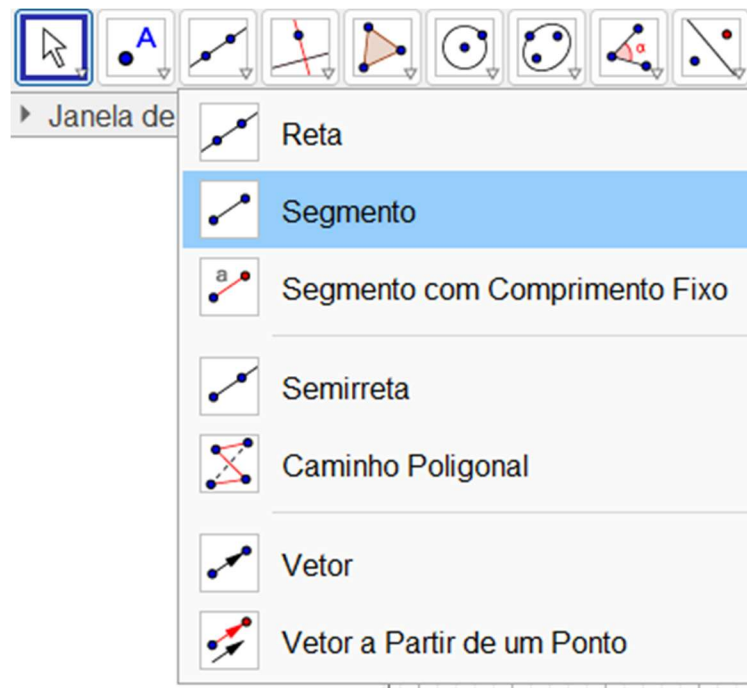 A
α
Janela de
Reta
Segmento
a
Segmento com Comprimento Fixo
Semirreta
Caminho Poligonal
Vetor
Vetor a Partir de um Ponto